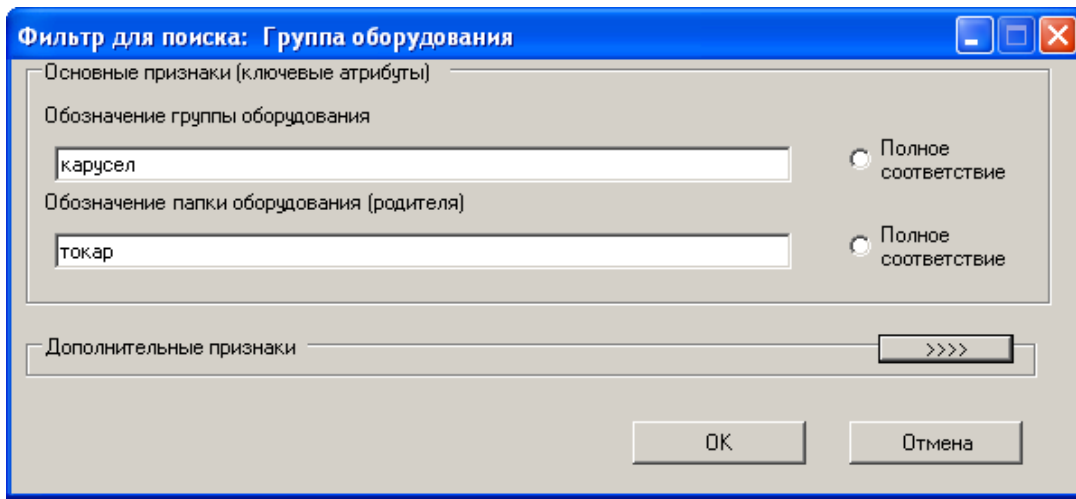 Фильтр для поиска: Группа оборудования
Основные признаки (ключевые атрибуты)
Обозначение группы оборудования
карусел
Полное
соответствие
Обозначение папки оборудования (родителя)
токар
Полное
соответствие
Дополнительные признаки
>>>>
OK
Отмена